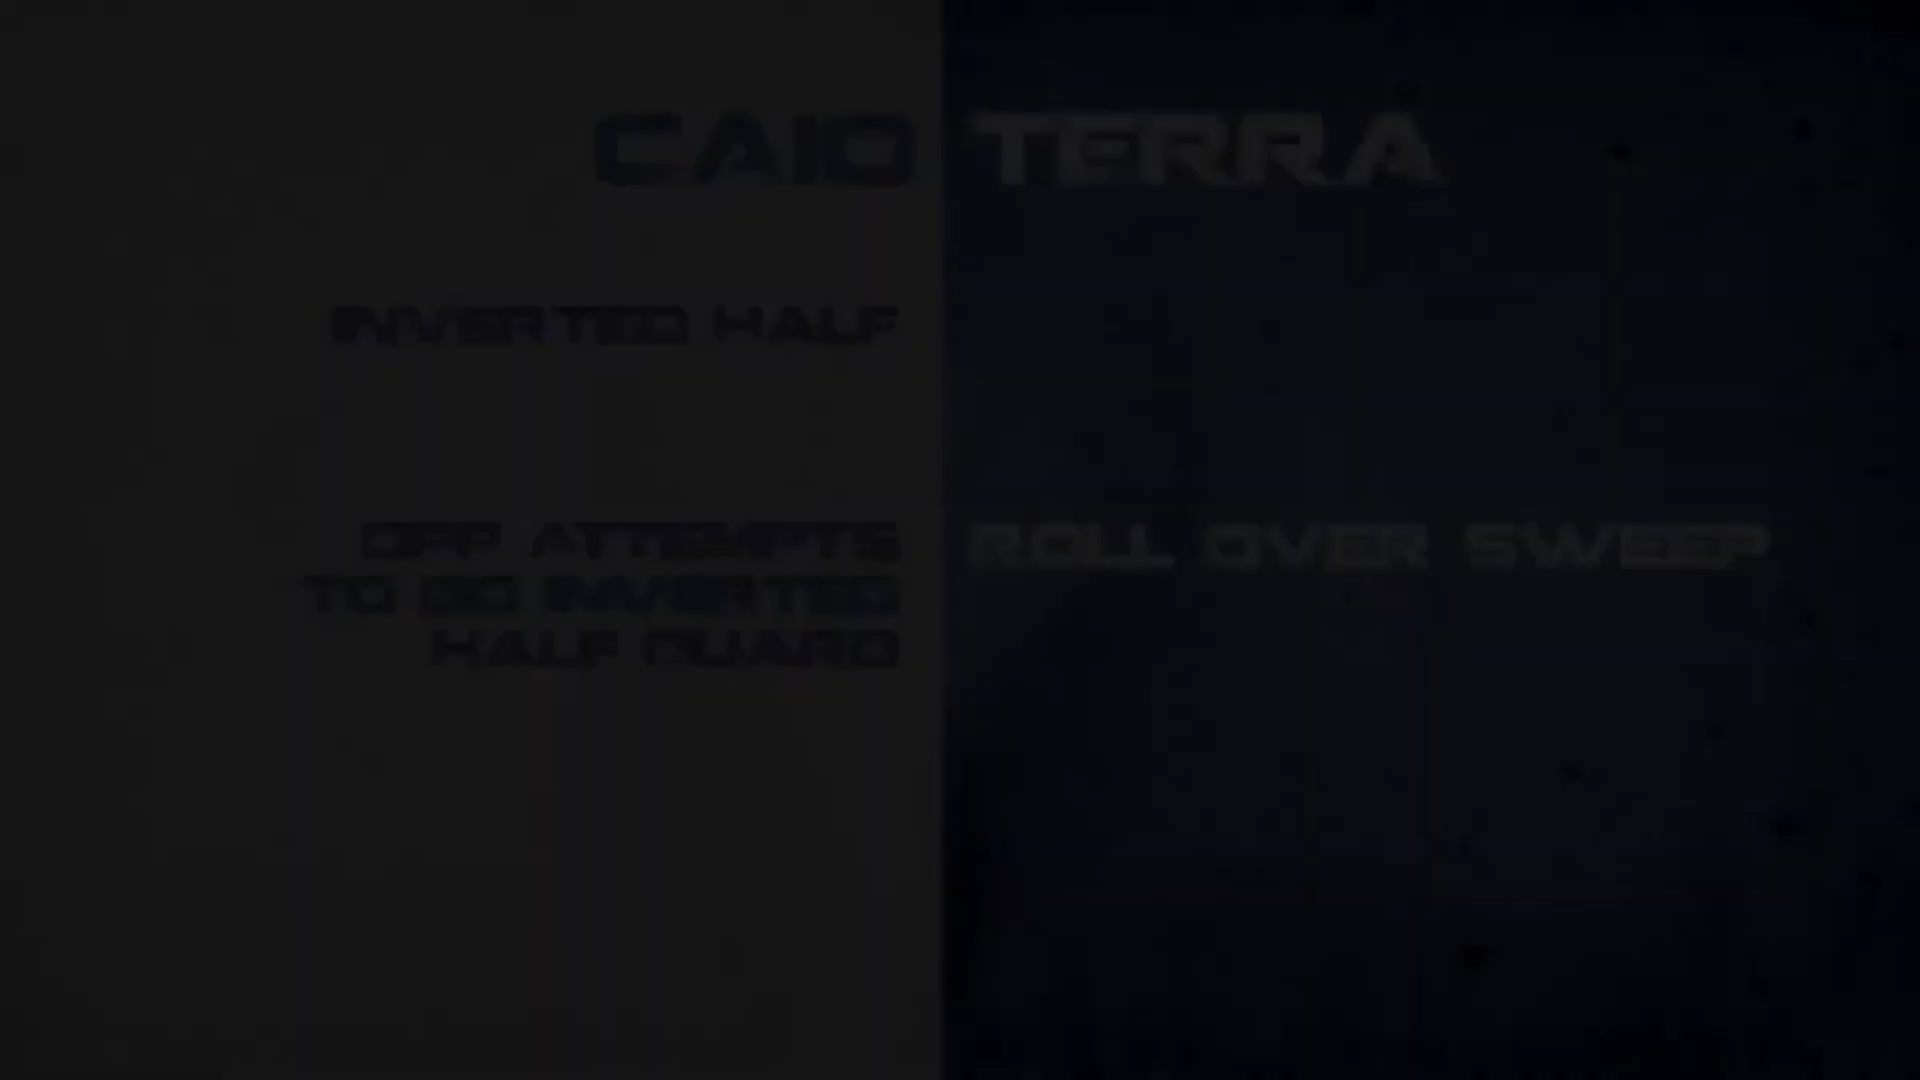 CAIO TERRA
INVERTED HALF
OPP ATTEMPTS
TO GO INVERTED
HALF GUARD
ROLL OVER SWEEP